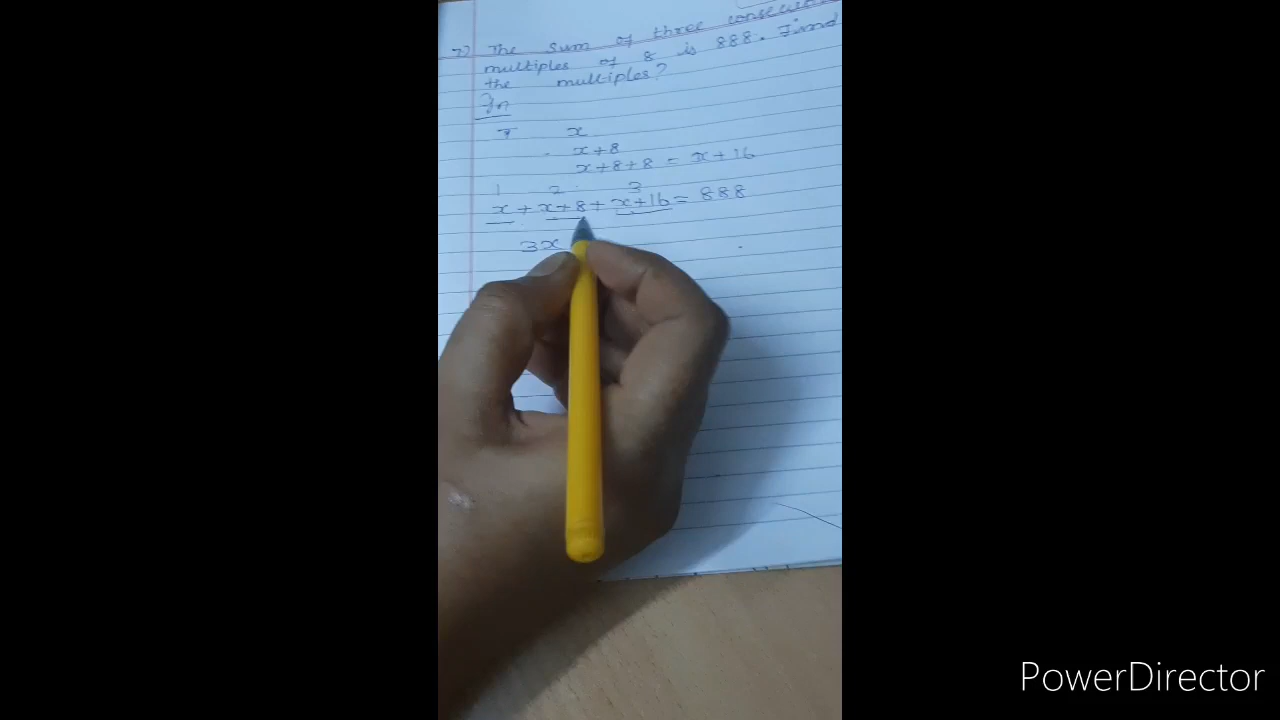 7) The sum of three consecutive
multiples of 8 is 888. Find
the multiples?
x
x+8
x+8+8 = x+16
1 2 3
x + x+8 + x+16 = 888
3x
PowerDirector